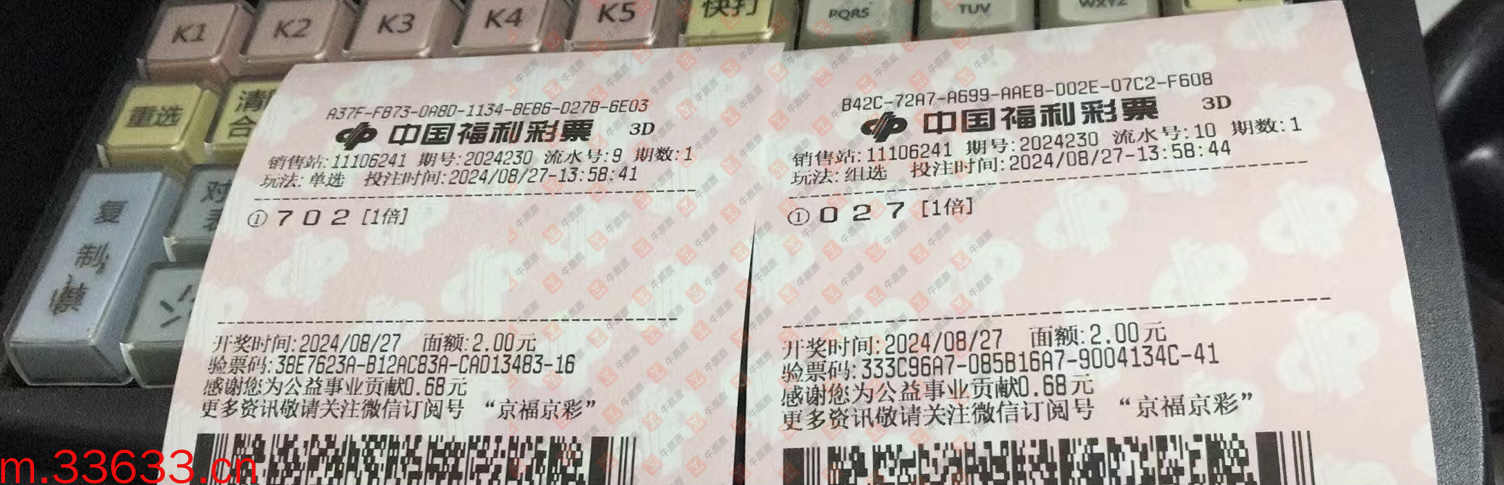 K1 K2 K3 K4 K5 快打 PQRS TUV WXYZ
重选
复制
A37F-FB73-0A8D-1134-BEB6-D27B-6E03
中国福利彩票 3D
销售站:11106241 期号:2024230 流水号:9 期数:1
玩法:单选 投注时间:2024/08/27-13:58:41
① 7 0 2 [1倍]
开奖时间:2024/08/27 面额:2.00元
验票码:38E7623A-B12AC83A-CAD13483-16
感谢您为公益事业贡献0.68元
更多资讯敬请关注微信订阅号 “京福京彩”
B42C-72A7-A699-AAE8-D02E-07C2-F608
中国福利彩票 3D
销售站:11106241 期号:2024230 流水号:10 期数:1
玩法:组选 投注时间:2024/08/27-13:58:44
① 0 2 7 [1倍]
开奖时间:2024/08/27 面额:2.00元
验票码:333C96A7-085B16A7-9004134C-41
感谢您为公益事业贡献0.68元
更多资讯敬请关注微信订阅号 “京福京彩”
m.33633.cn